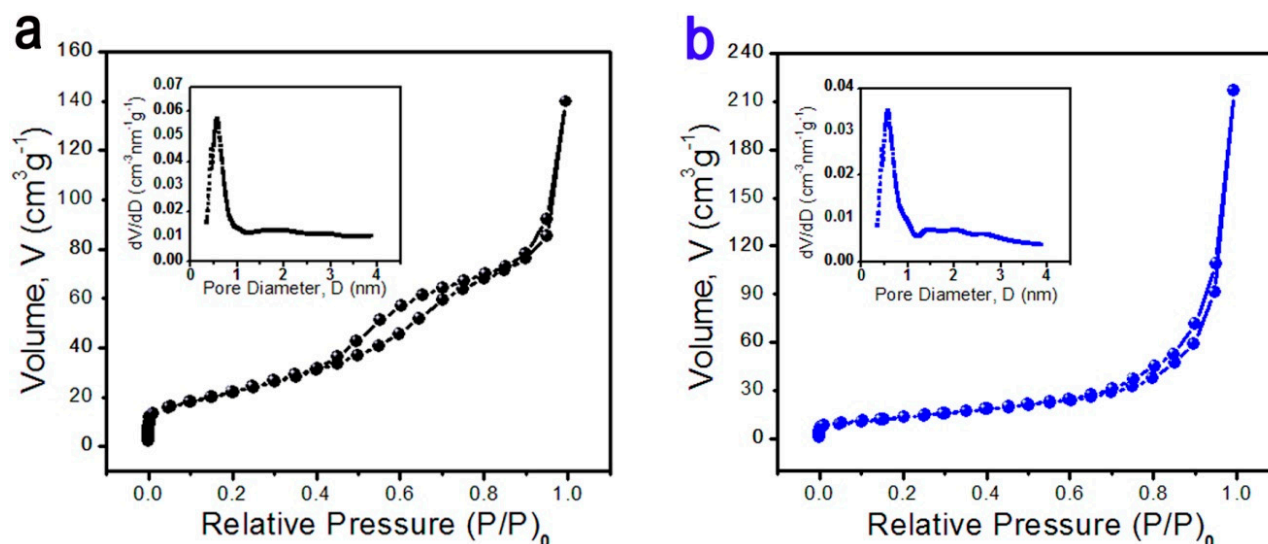 a
160
140
120
100
80
60
40
20
0
Volume, V (cm³g⁻¹)
0.0 0.2 0.4 0.6 0.8 1.0
Relative Pressure (P/P)₀
0.07
0.06
0.05
0.04
0.03
0.02
0.01
0.00
dV/dD (cm⁻³nm⁻¹g⁻¹)
0 1 2 3 4
Pore Diameter, D (nm)
b
240
210
180
150
120
90
60
30
0
Volume, V (cm³g⁻¹)
0.0 0.2 0.4 0.6 0.8 1.0
Relative Pressure (P/P)₀
0.04
0.03
0.02
0.01
0.00
dV/dD (cm⁻³nm⁻¹g⁻¹)
0 1 2 3 4
Pore Diameter, D (nm)